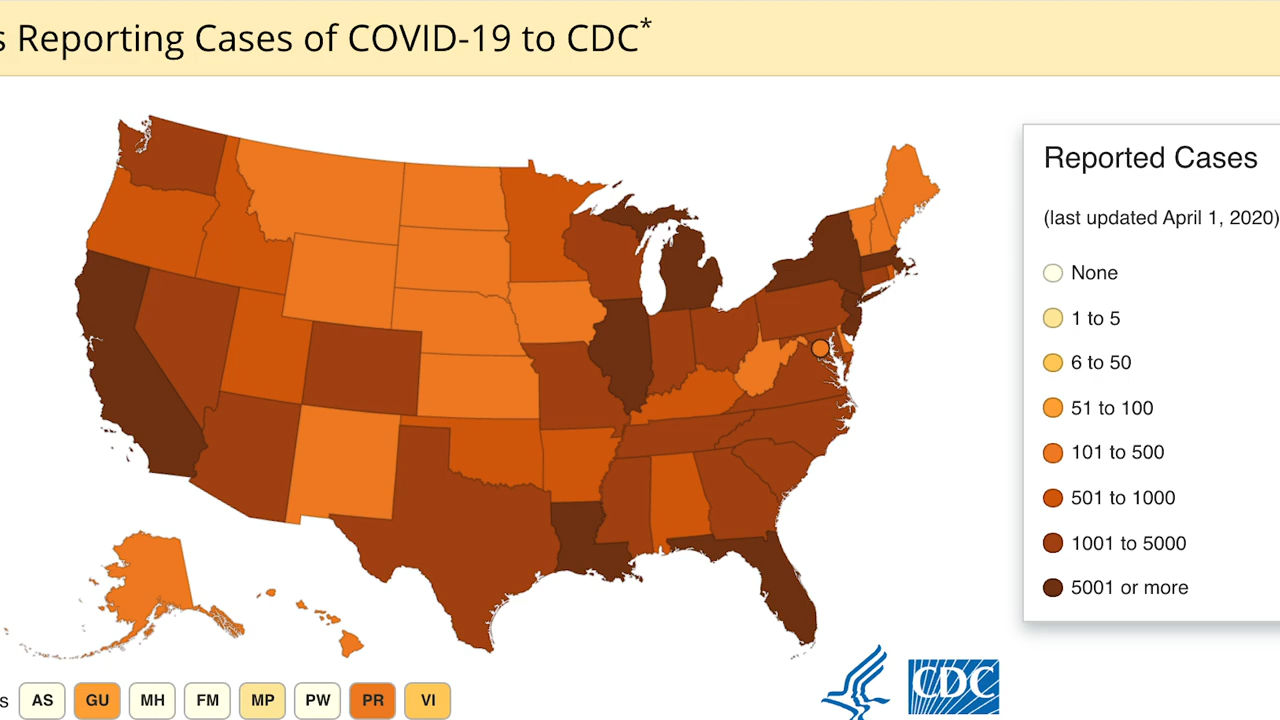 s Reporting Cases of COVID-19 to CDC*
Reported Cases
(last updated April 1, 2020)
None
1 to 5
6 to 50
51 to 100
101 to 500
501 to 1000
1001 to 5000
5001 or more
s AS GU MH FM MP PW PR VI
CDC